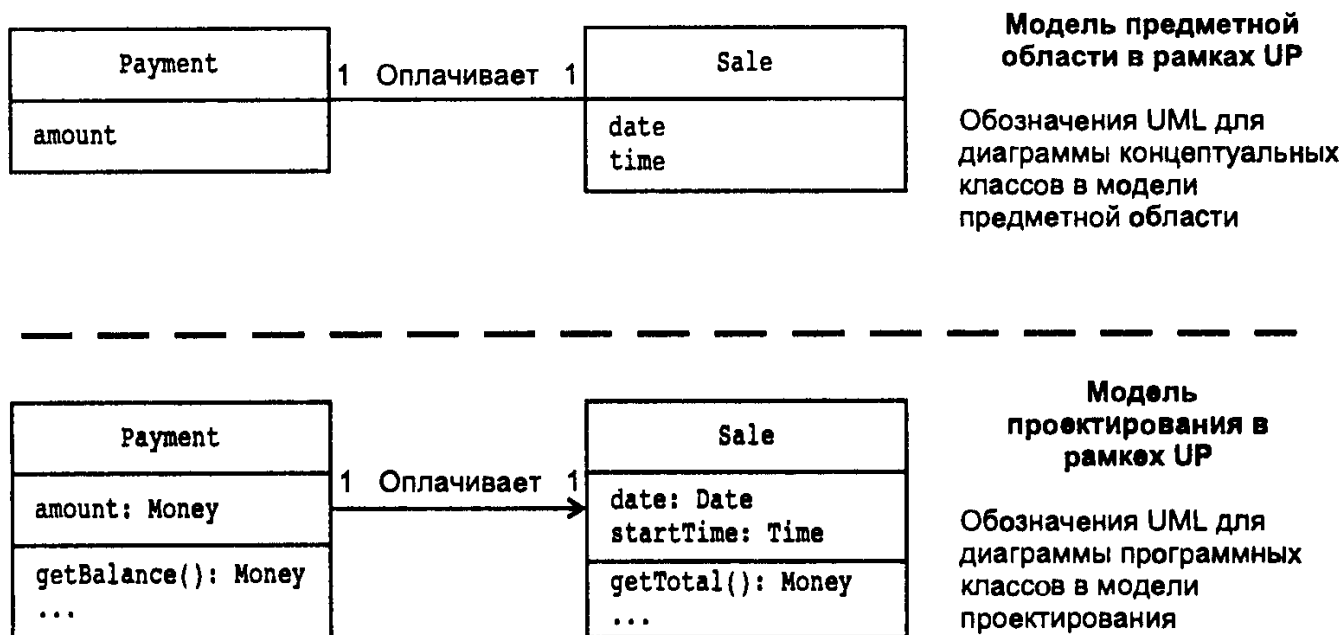 Payment
1 Оплачивает 1
Sale
amount
date
time
Модель предметной
области в рамках UP
Обозначения UML для
диаграммы концептуальных
классов в модели
предметной области
Payment
1 Оплачивает 1
Sale
amount: Money
date: Date
startTime: Time
getBalance(): Money
...
getTotal(): Money
...
Модель
проектирования в
рамкех UP
Обозначения UML для
диаграммы программных
классов в модели
проектирования